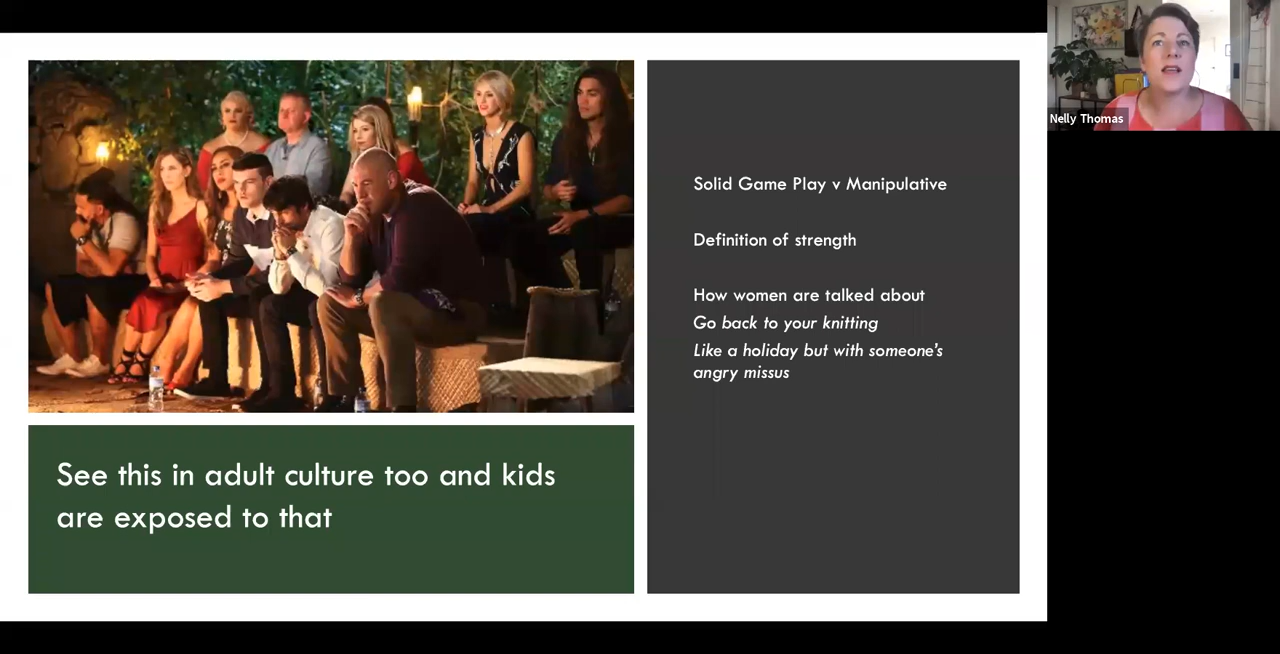 Nelly Thomas
Solid Game Play v Manipulative
Definition of strength
How women are talked about
Go back to your knitting
Like a holiday but with someone's
angry missus
See this in adult culture too and kids
are exposed to that